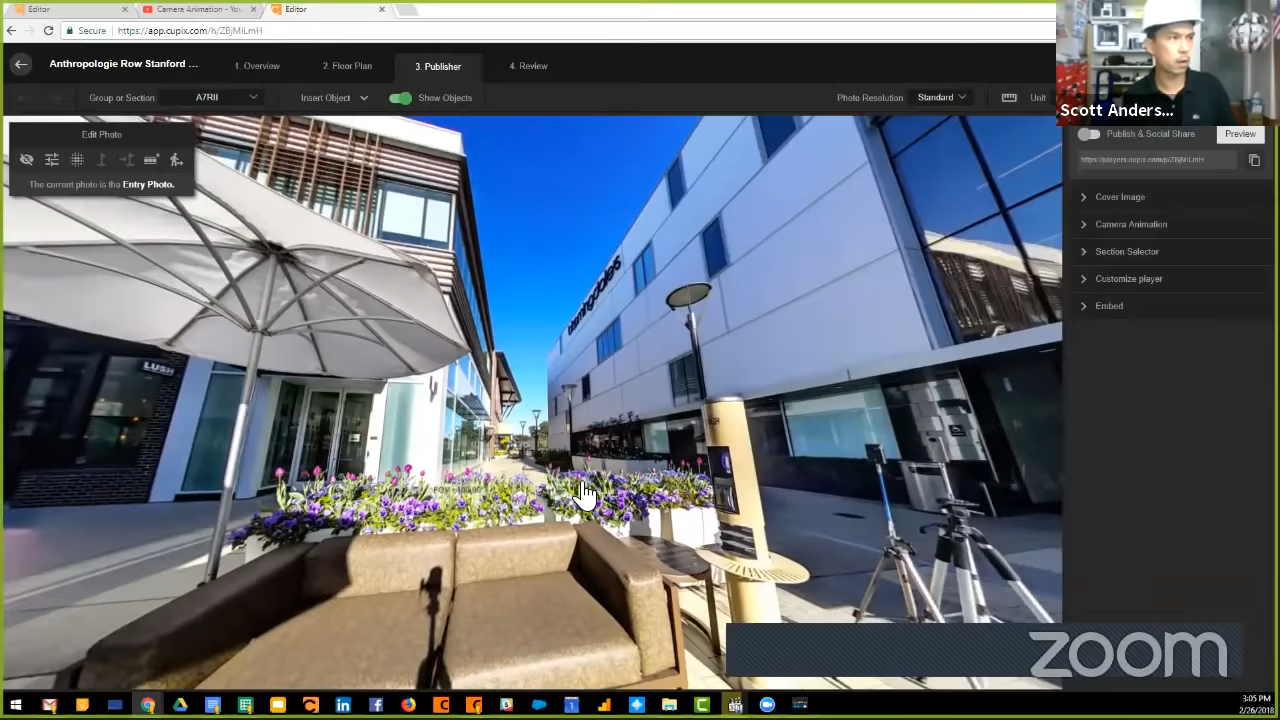 Editor
Camera Animation - You
Editor
Secure
https://app.cupix.com/h/ZBjMiLmH
Anthropologie Row Stanford ...
1. Overview
2. Floor Plan
3. Publisher
4. Review
Group or Section
A7RII
Insert Object
Show Objects
Photo Resolution
Standard
Unit
Scott Anders...
Edit Photo
The current photo is the Entry Photo.
Publish & Social Share
Preview
https://players.cupix.com/p/ZBjMiLmH
Cover Image
Camera Animation
Section Selector
Customize player
Embed
bloomingdale's
LUSH
zoom
3:05 PM
2/26/2018